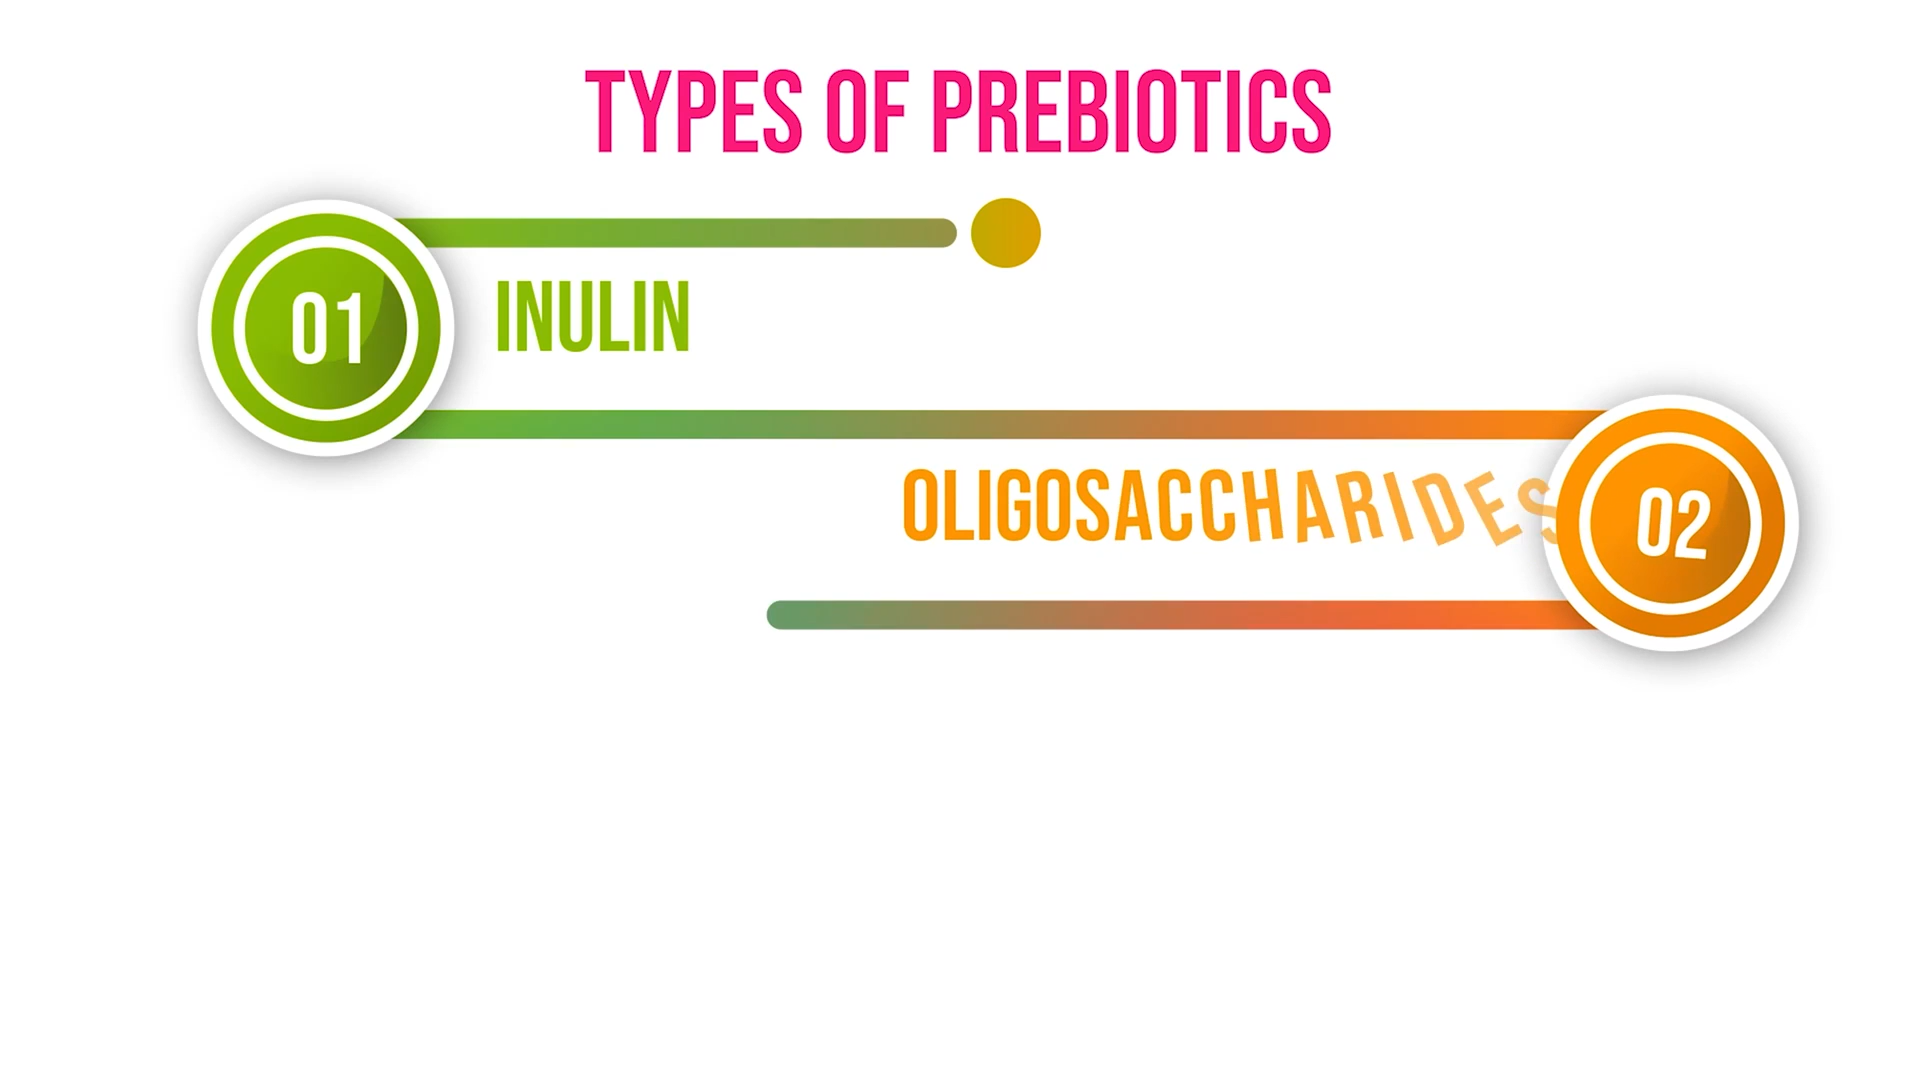 TYPES OF PREBIOTICS
01
INULIN
OLIGOSACCHARIDES
02